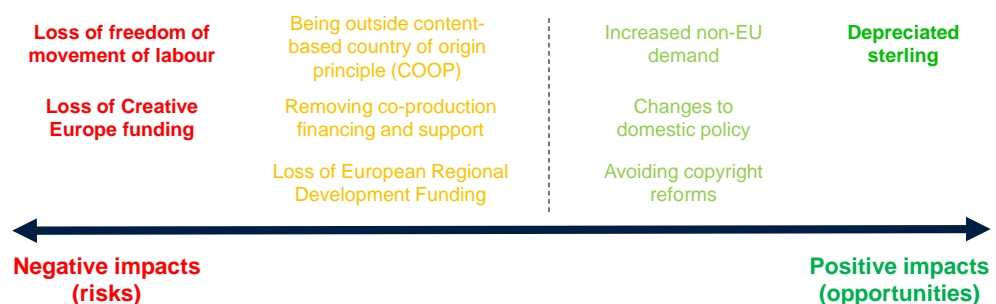 Loss of freedom of
movement of labour
Loss of Creative
Europe funding
Being outside content-
based country of origin
principle (COOP)
Removing co-production
financing and support
Loss of European Regional
Development Funding
Increased non-EU
demand
Changes to
domestic policy
Avoiding copyright
reforms
Depreciated
sterling
Negative impacts
(risks)
Positive impacts
(opportunities)